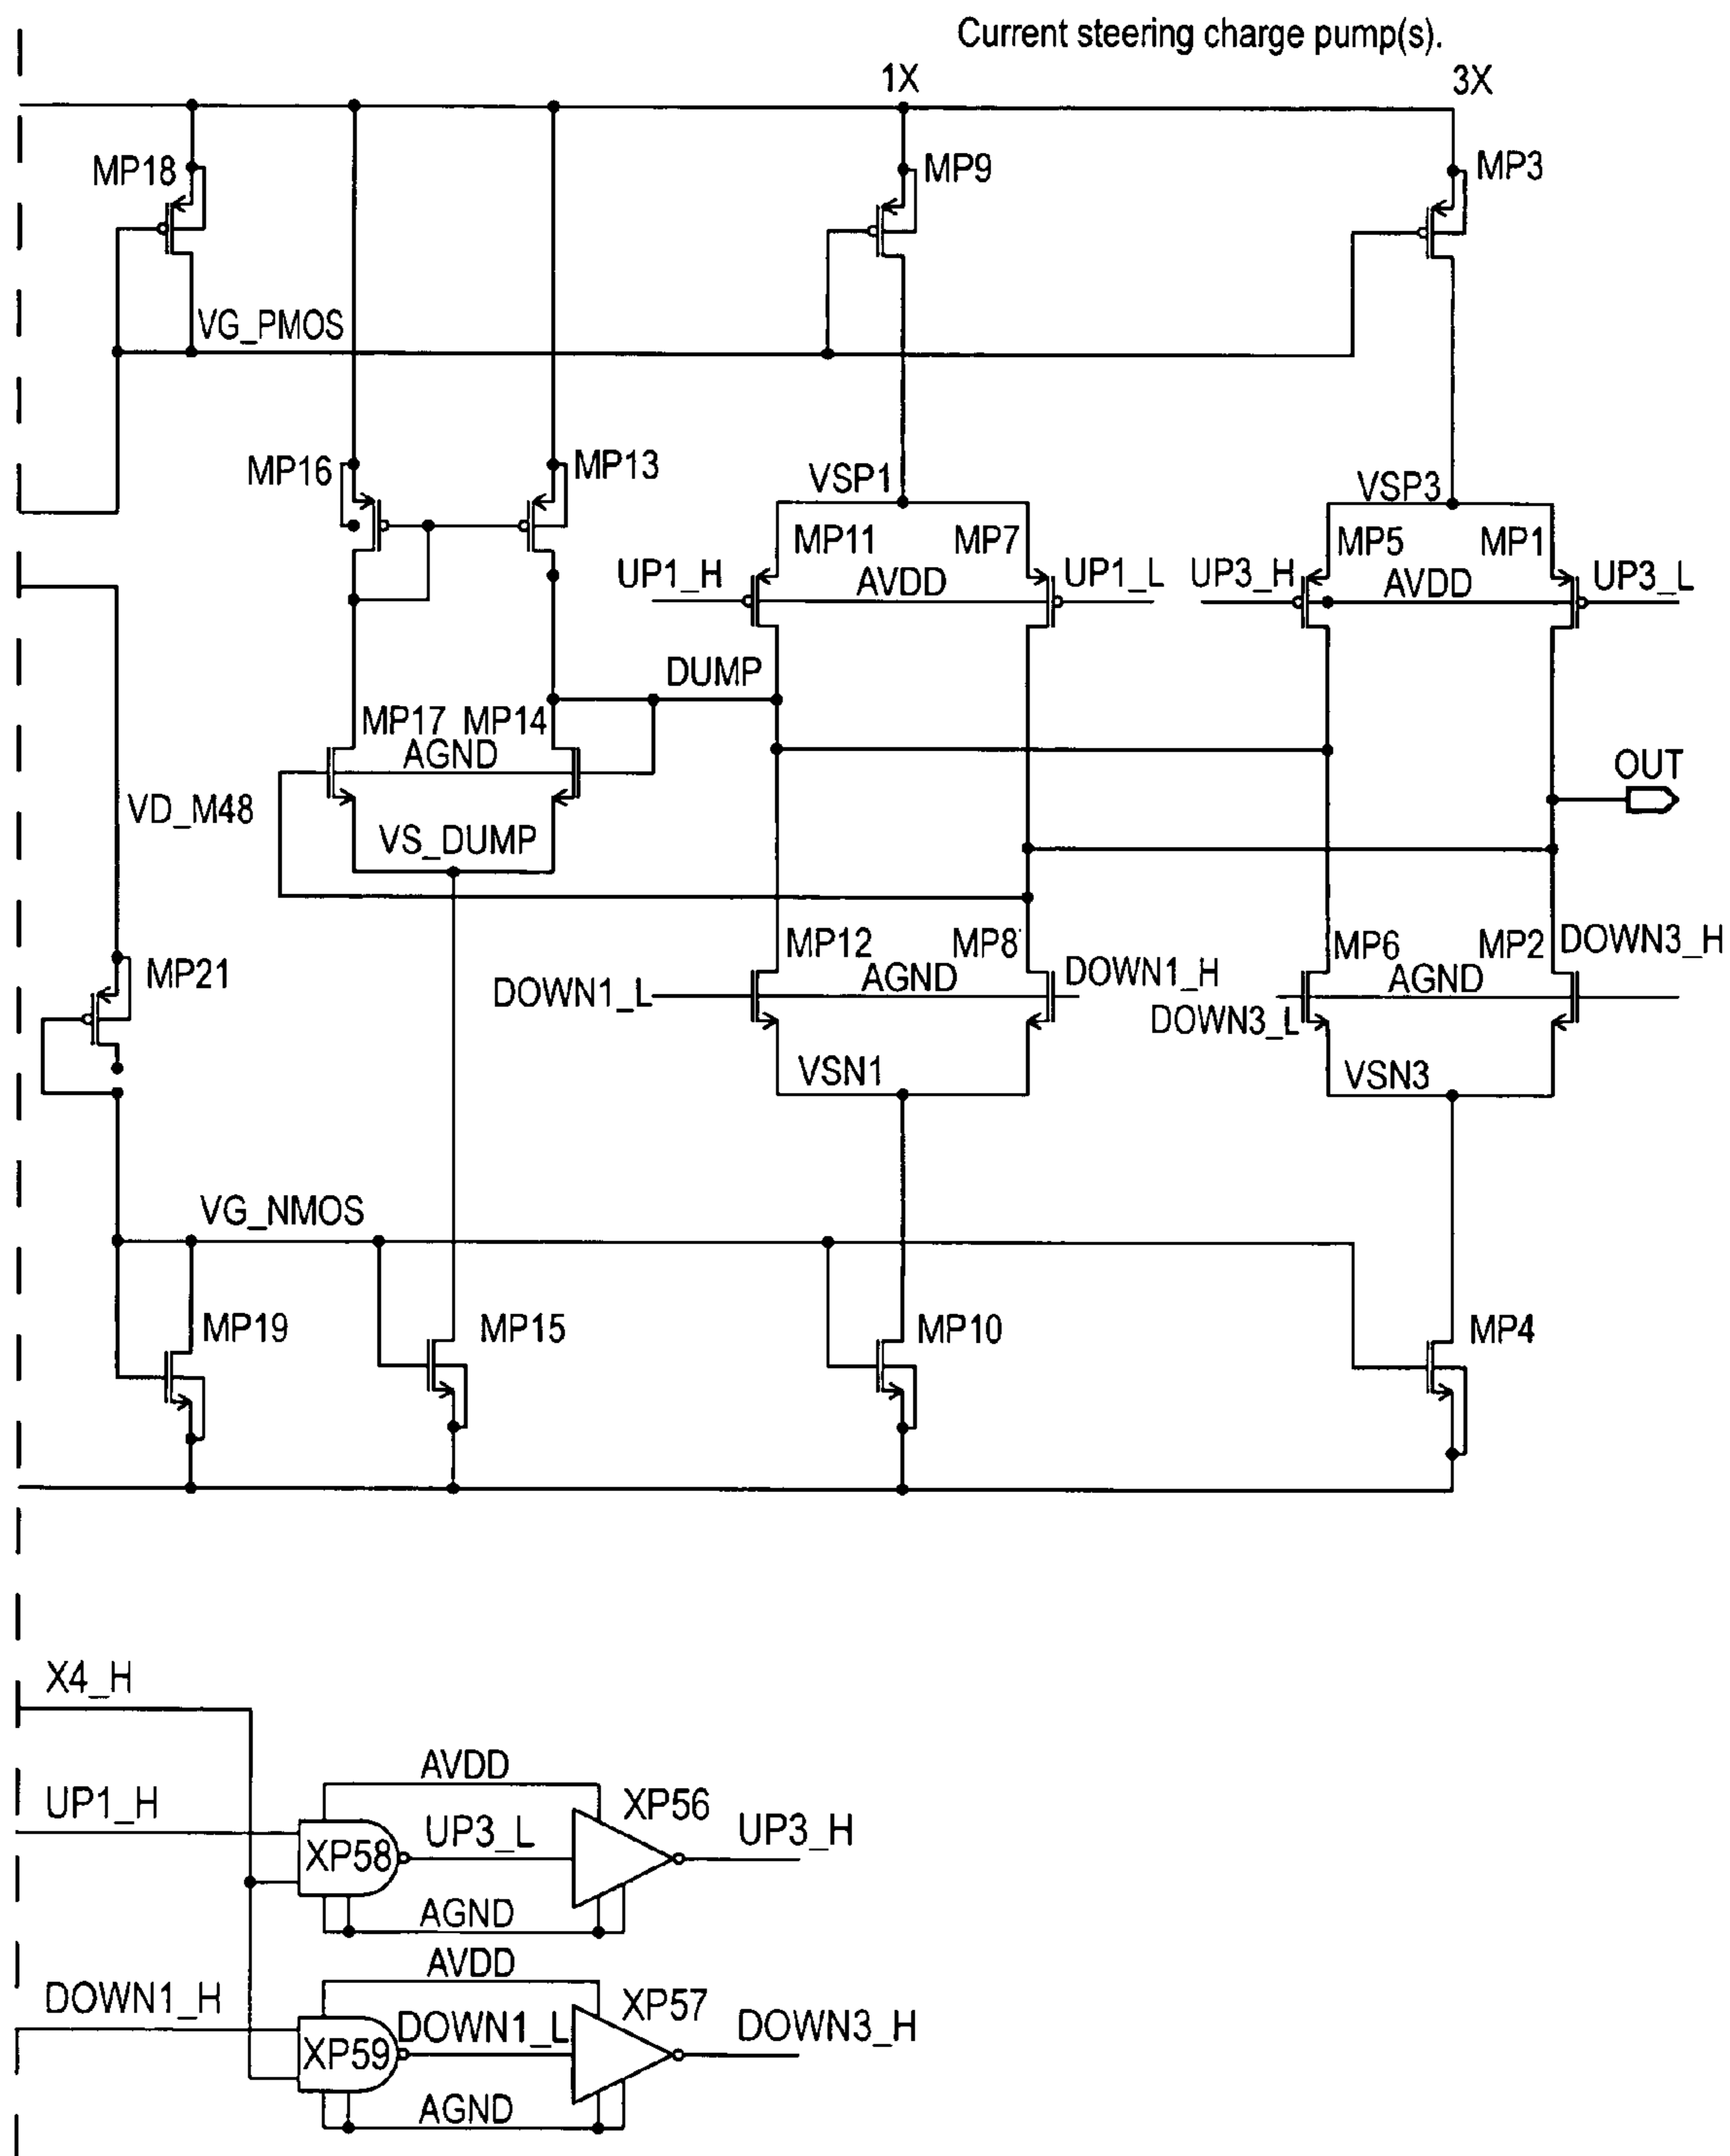 Current steering charge pump(s).
1X
3X
MP18
MP9
MP3
VG_PMOS
MP16
MP13
VSP1
VSP3
MP11
MP7
MP5
MP1
UP1_H
AVDD
UP1_L
UP3_H
AVDD
UP3_L
DUMP
MP17
MP14
AGND
OUT
VD_M48
VS_DUMP
MP12
MP8
MP6
MP2
DOWN3_H
MP21
DOWN1_L
AGND
DOWN1_H
AGND
DOWN3_L
VSN1
VSN3
VG_NMOS
MP19
MP15
MP10
MP4
X4_H
AVDD
XP56
UP1_H
UP3_L
UP3_H
XP58
AGND
AVDD
XP57
DOWN1_H
DOWN1_L
DOWN3_H
XP59
AGND